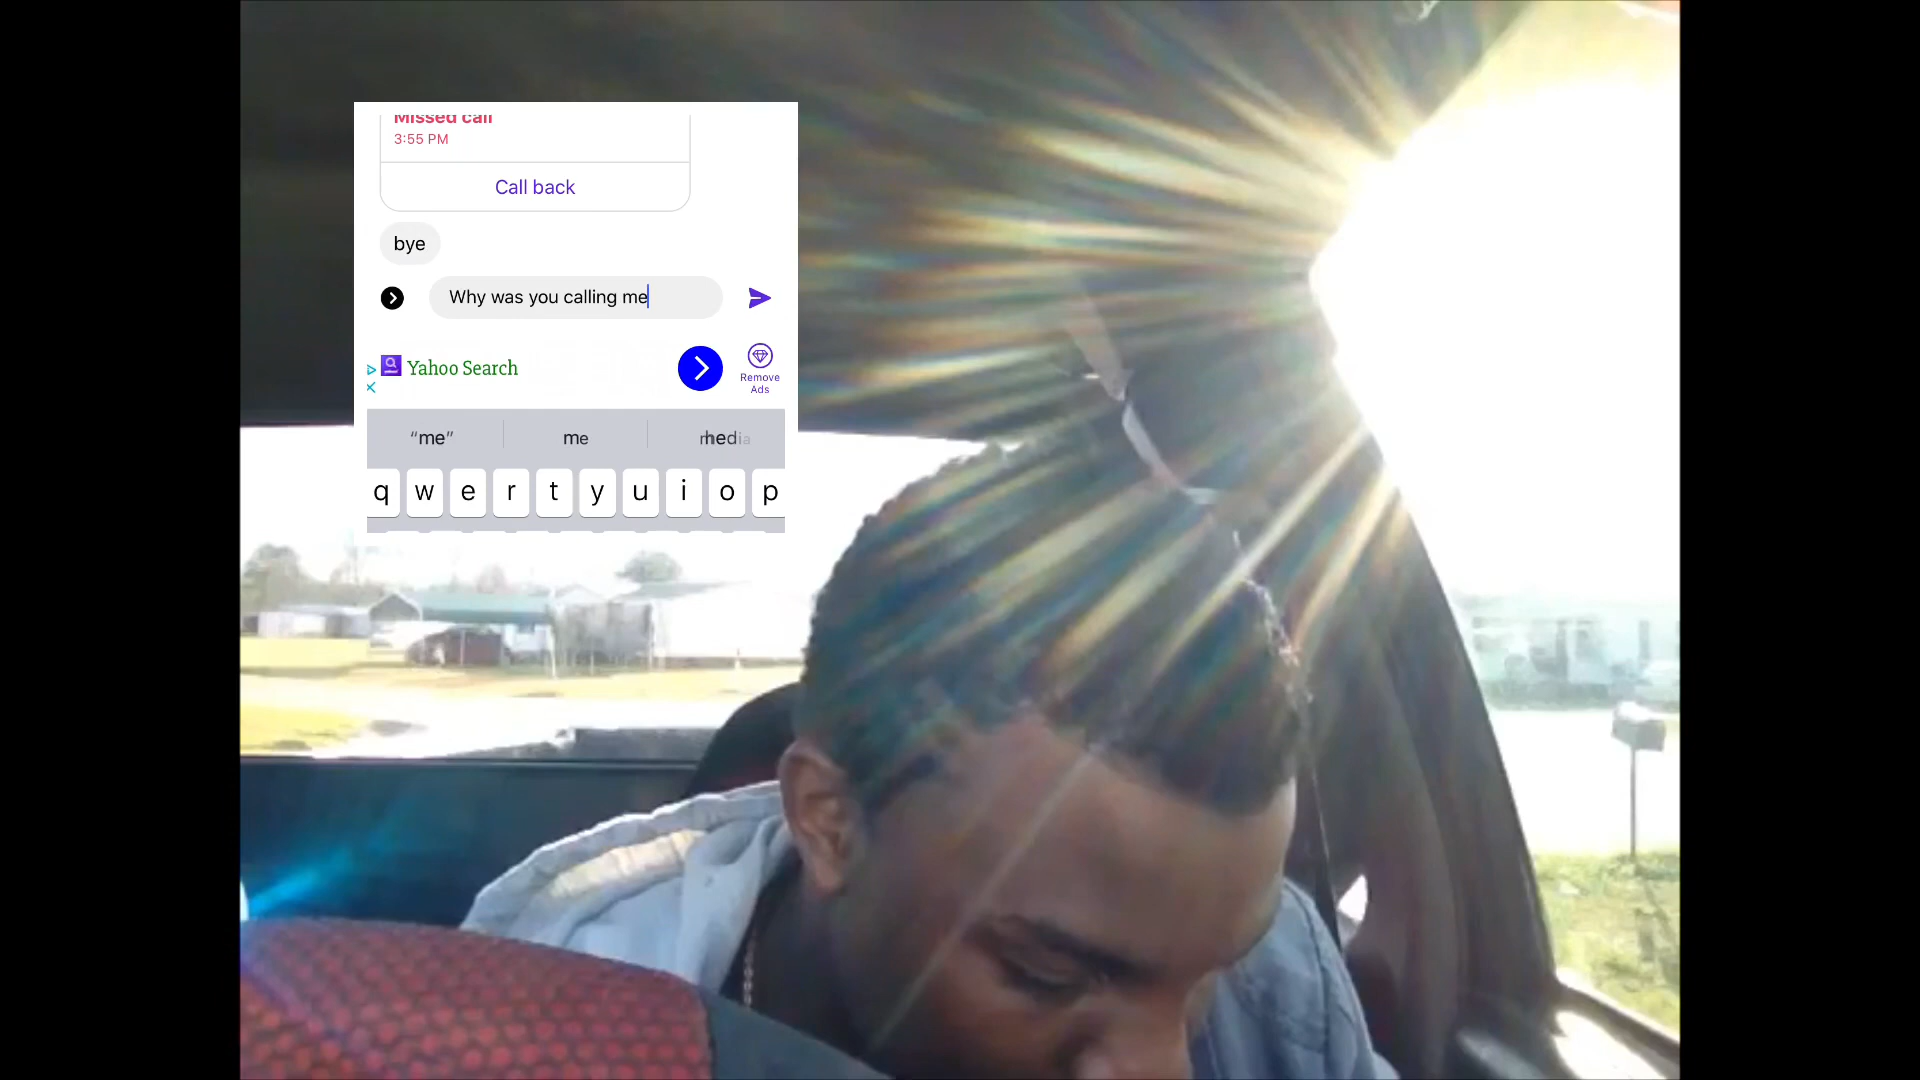 Missed call
3:55 PM
Call back
bye
Why was you calling me
Yahoo Search
Remove
Ads
“me” me
q w e r t y u i o p